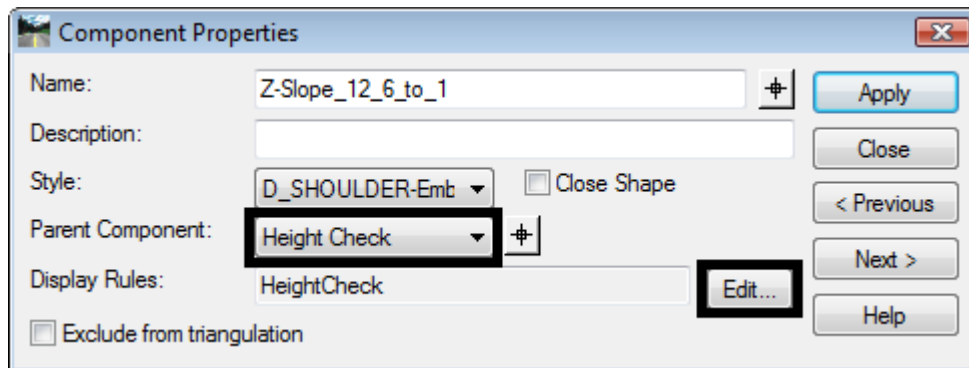 Component Properties
Name: Z-Slope_12_6_to_1 Apply
Description: Close
Style: D_SHOULDER-Emb Close Shape < Previous
Parent Component: Height Check Next >
Display Rules: HeightCheck Edit...
Exclude from triangulation Help